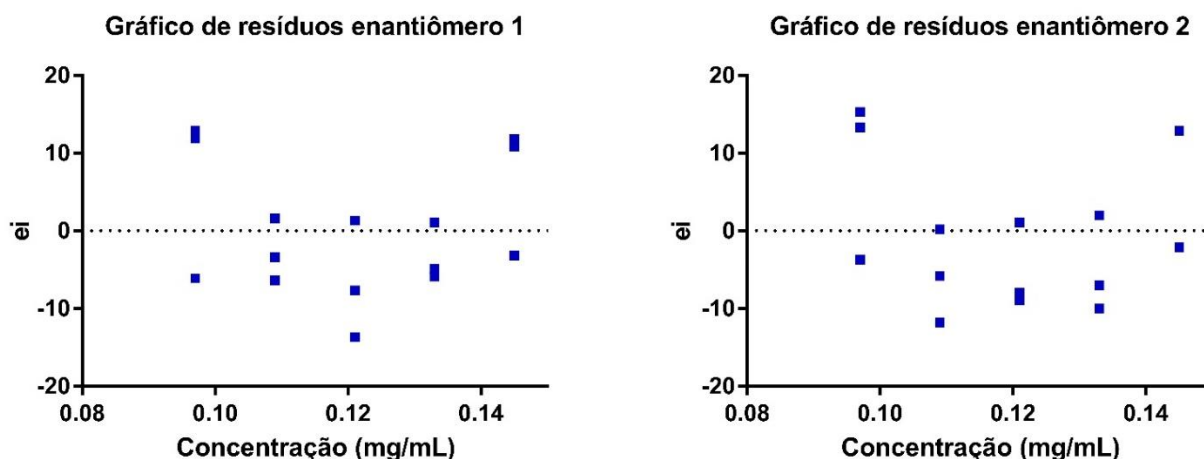 Gráfico de resíduos enantiômero 1
20
10
0
-10
-20
ei
0.08 0.10 0.12 0.14
Concentração (mg/mL)
Gráfico de resíduos enantiômero 2
20
10
0
-10
-20
ei
0.08 0.10 0.12 0.14
Concentração (mg/mL)